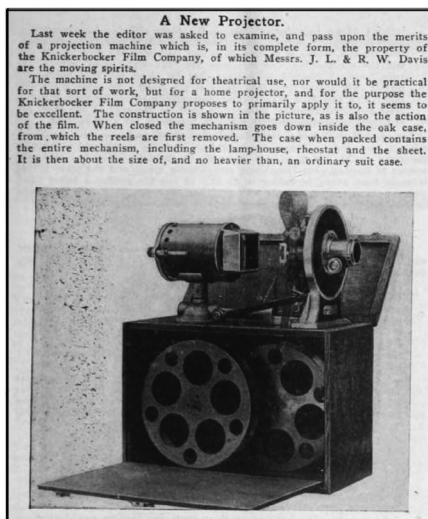 A New Projector.
Last week the editor was asked to examine, and pass upon the merits
of a projection machine which is, in its complete form, the property of
the Knickerbocker Film Company, of which Messrs. J. L. & R. W. Davis
are the moving spirits.
The machine is not designed for theatrical use, nor would it be practical
for that sort of work, but for a home projector, and for the purpose the
Knickerbocker Film Company proposes to primarily apply it to, it seems to
be excellent. The construction is shown in the picture, as is also the action
of the film. When closed the mechanism goes down inside the oak case,
from which the reels are first removed. The case when packed contains
the entire mechanism, including the lamp-house, rheostat and the sheet.
It is then about the size of, and no heavier than, an ordinary suit case.